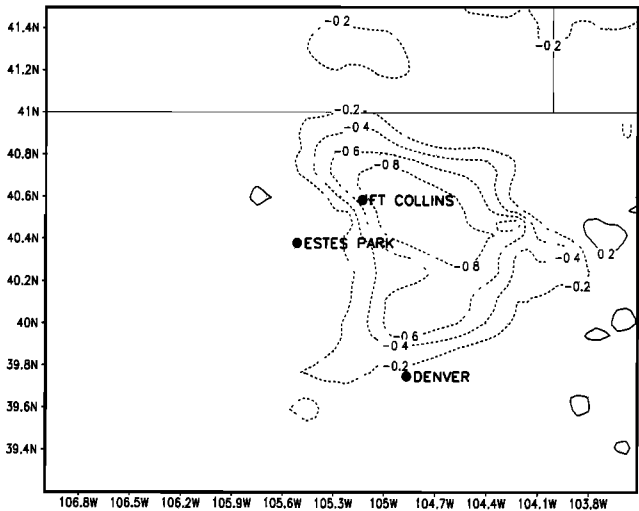 41.4N
-0.2
-0.2
41.2N
41N
-0.2
-0.4
40.8N
-0.6
-0.8
40.6N
FT COLLINS
40.4N
ESTES PARK
0.2
-0.4
-0.8
40.2N
-0.2
40N
-0.6
-0.4
39.8N
-0.2
DENVER
39.6N
39.4N
106.8W 106.5W 106.2W 105.9W 105.6W 105.3W 105W 104.7W 104.4W 104.1W 103.8W